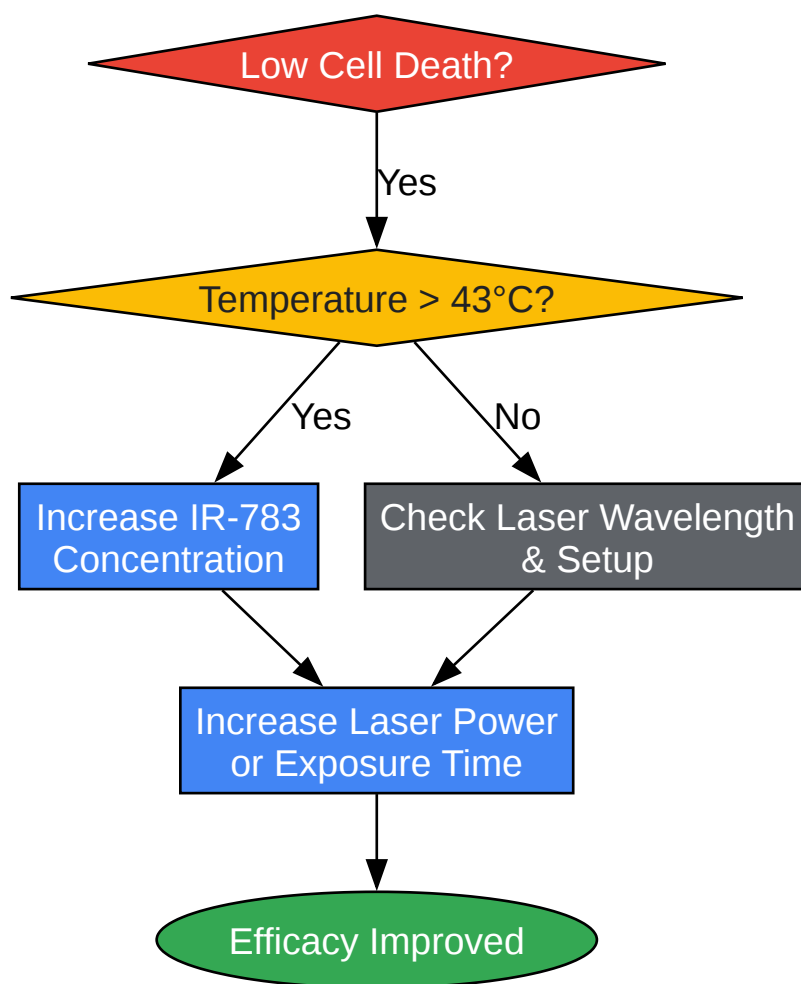 Low Cell Death?
Yes
Temperature > 43°C?
Yes
No
Increase IR-783
Concentration
Check Laser Wavelength
& Setup
Increase Laser Power
or Exposure Time
Efficacy Improved